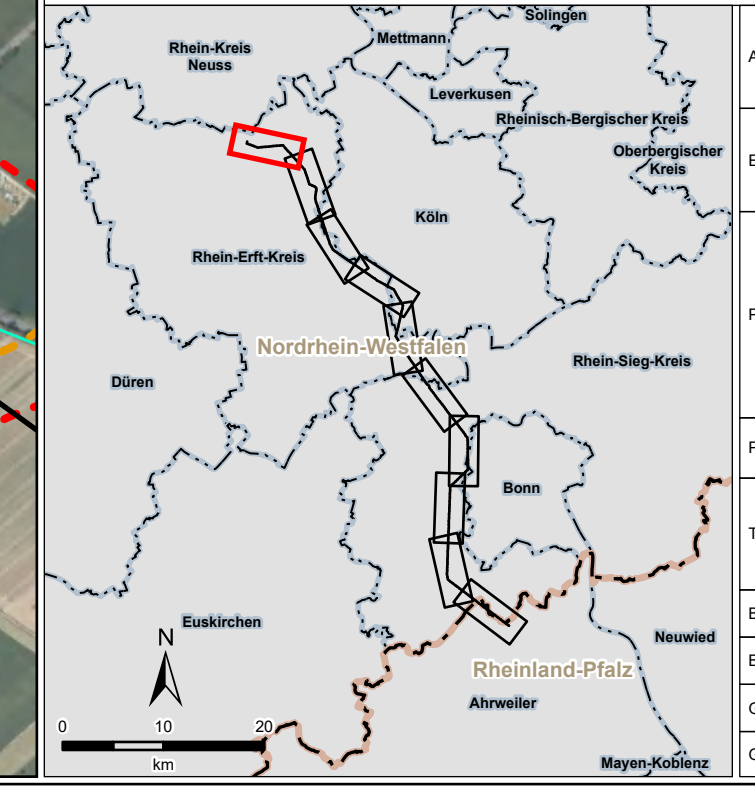 Solingen
Mettmann
Rhein-Kreis
Neuss
Leverkusen
Rheinisch-Bergischer Kreis
Oberbergischer
Kreis
Köln
Rhein-Erft-Kreis
Nordrhein-Westfalen
Rhein-Sieg-Kreis
Düren
Bonn
Euskirchen
N
Neuwied
Rheinland-Pfalz
Ahrweiler
0 10 20
km
Mayen-Koblenz